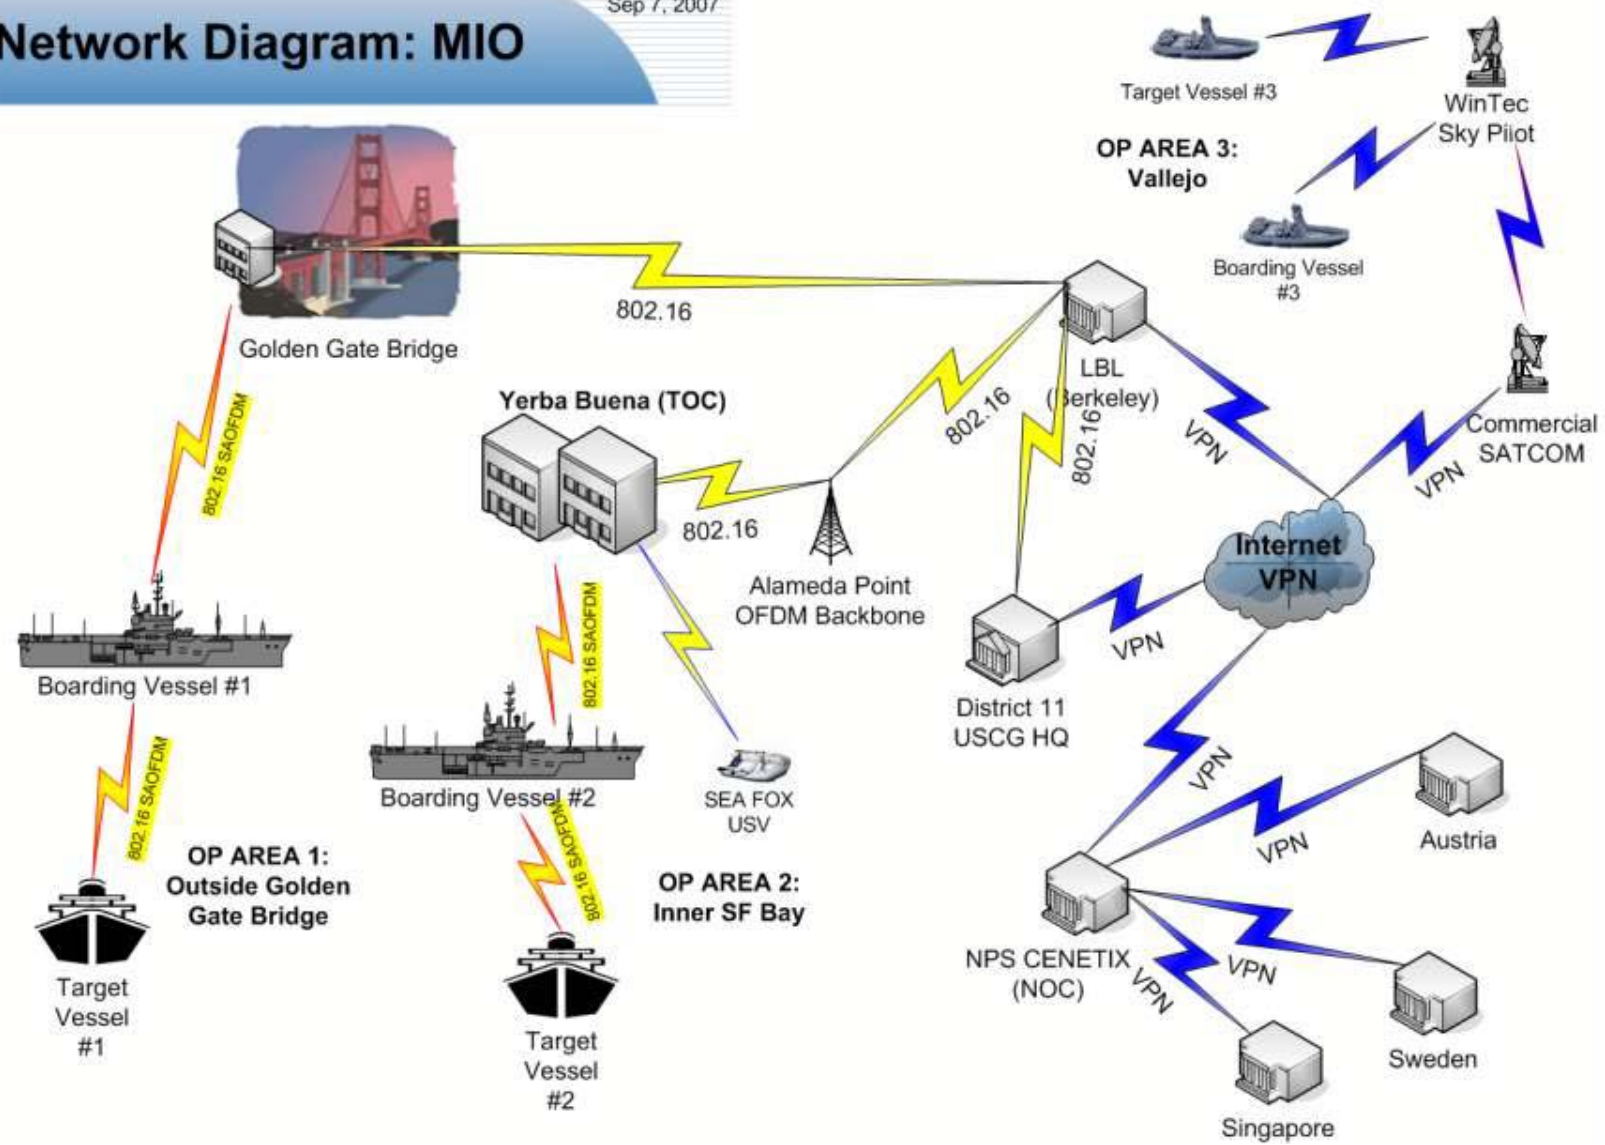 Sep 7, 2007
Network Diagram: MIO
Target Vessel #3
WinTec
Sky Pilot
OP AREA 3:
Vallejo
Boarding Vessel
#3
802.16
Golden Gate Bridge
LBL
(Berkeley)
Yerba Buena (TOC)
802.16
802.16
802.16 SAOFDM
VPN
Commercial
SATCOM
VPN
802.16
Internet
VPN
Alameda Point
OFDM Backbone
802.16 SAOFDM
VPN
Boarding Vessel #1
District 11
USCG HQ
802.16 SAOFDM
Boarding Vessel #2
SEA FOX
USV
VPN
Austria
VPN
802.16 SAOFDM
OP AREA 1:
Outside Golden
Gate Bridge
OP AREA 2:
Inner SF Bay
NPS CENETIX
(NOC)
VPN
VPN
Target
Vessel
#1
Target
Vessel
#2
Sweden
Singapore